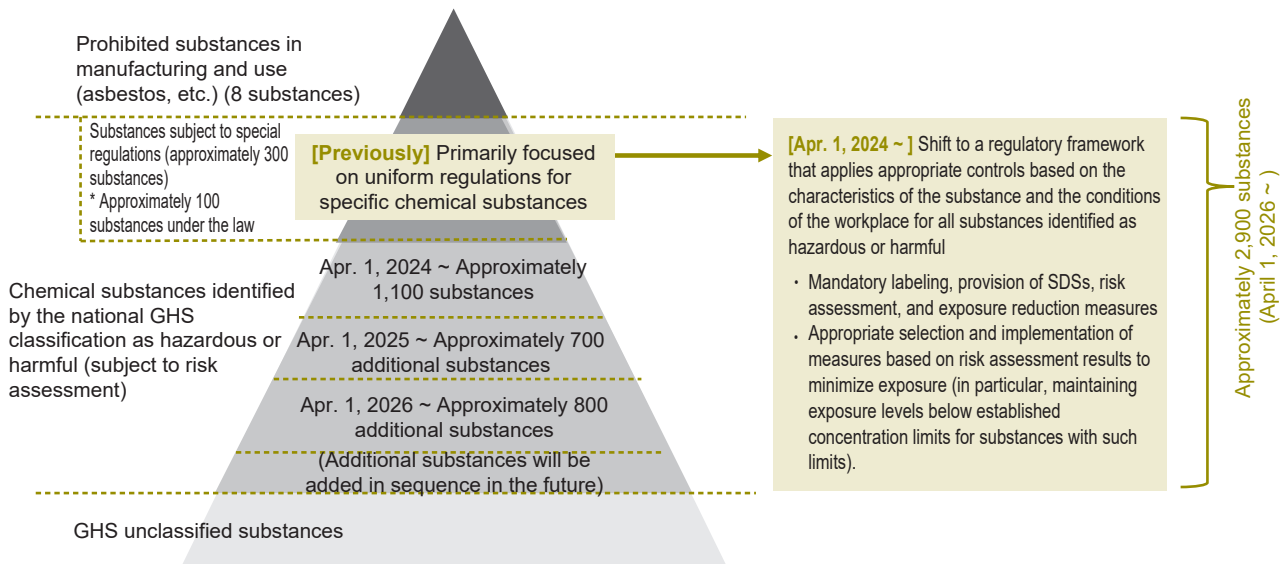 Prohibited substances in
manufacturing and use
(asbestos, etc.) (8 substances)
Substances subject to special
regulations (approximately 300
substances)
* Approximately 100
substances under the law
[Previously] Primarily focused
on uniform regulations for
specific chemical substances
Chemical substances identified
by the national GHS
classification as hazardous or
harmful (subject to risk
assessment)
Apr. 1, 2024 ~ Approximately
1,100 substances
Apr. 1, 2025 ~ Approximately 700
additional substances
Apr. 1, 2026 ~ Approximately 800
additional substances
(Additional substances will be
added in sequence in the future)
GHS unclassified substances
[Apr. 1, 2024 ~ ] Shift to a regulatory framework
that applies appropriate controls based on the
characteristics of the substance and the conditions
of the workplace for all substances identified as
hazardous or harmful
・ Mandatory labeling, provision of SDSs, risk
assessment, and exposure reduction measures
・ Appropriate selection and implementation of
measures based on risk assessment results to
minimize exposure (in particular, maintaining
exposure levels below established
concentration limits for substances with such
limits).
Approximately 2,900 substances
(April 1, 2026 ~ )